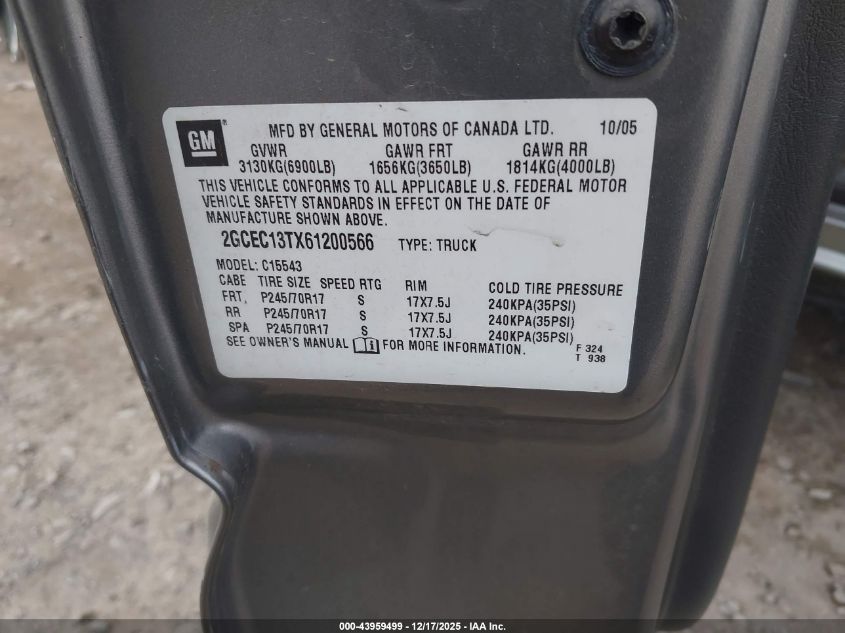 GM ® MFD BY GENERAL MOTORS OF CANADA LTD. 10/05
GVWR GAWR FRT GAWR RR
3130KG(6900LB) 1656KG(3650LB) 1814KG(4000LB)
THIS VEHICLE CONFORMS TO ALL APPLICABLE U.S. FEDERAL MOTOR
VEHICLE SAFETY STANDARDS IN EFFECT ON THE DATE OF
MANUFACTURE SHOWN ABOVE.
2GCEC13TX61200566 TYPE: TRUCK
MODEL: C15543
CABE TIRE SIZE SPEED RTG RIM COLD TIRE PRESSURE
FRT. P245/70R17 S 17X7.5J 240KPA(35PSI)
RR P245/70R17 S 17X7.5J 240KPA(35PSI)
SPA P245/70R17 S 17X7.5J 240KPA(35PSI)
SEE OWNER'S MANUAL FOR MORE INFORMATION. F 324
T 938
000-43959499 - 12/17/2025 - IAA Inc.